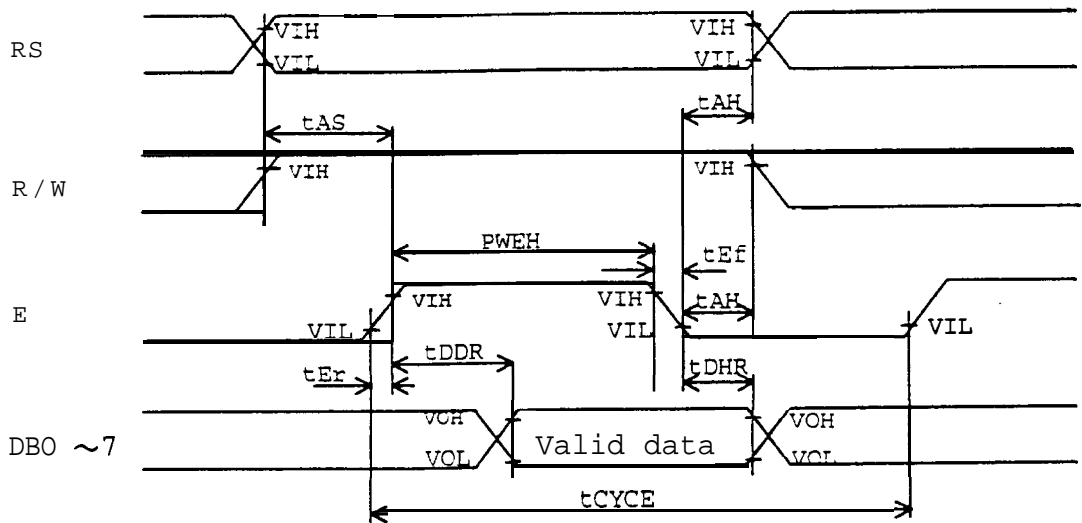 RS
VIH
VIL
VIH
VIL
tAS
tAH
R/W
VIH
VIH
PWEH
tEf
E
VIH
VIL
VIH
VIL
tAH
VIL
tEr
tDDR
tDHR
DBO ~7
VOH
VOL
Valid data
VOH
VOL
tCYCE